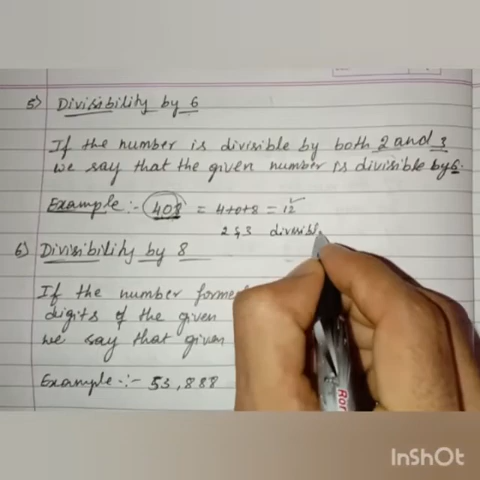 5) Divisibility by 6
If the number is divisible by both 2 and 3
we say that the given number is divisible by 6.
Example :- 408 = 4+0+8 = 12
2 & 3 divisibl
6) Divisibility by 8
If the number forme
digits of the given
we say that given
Example :- 53,888
Ror
InShOt